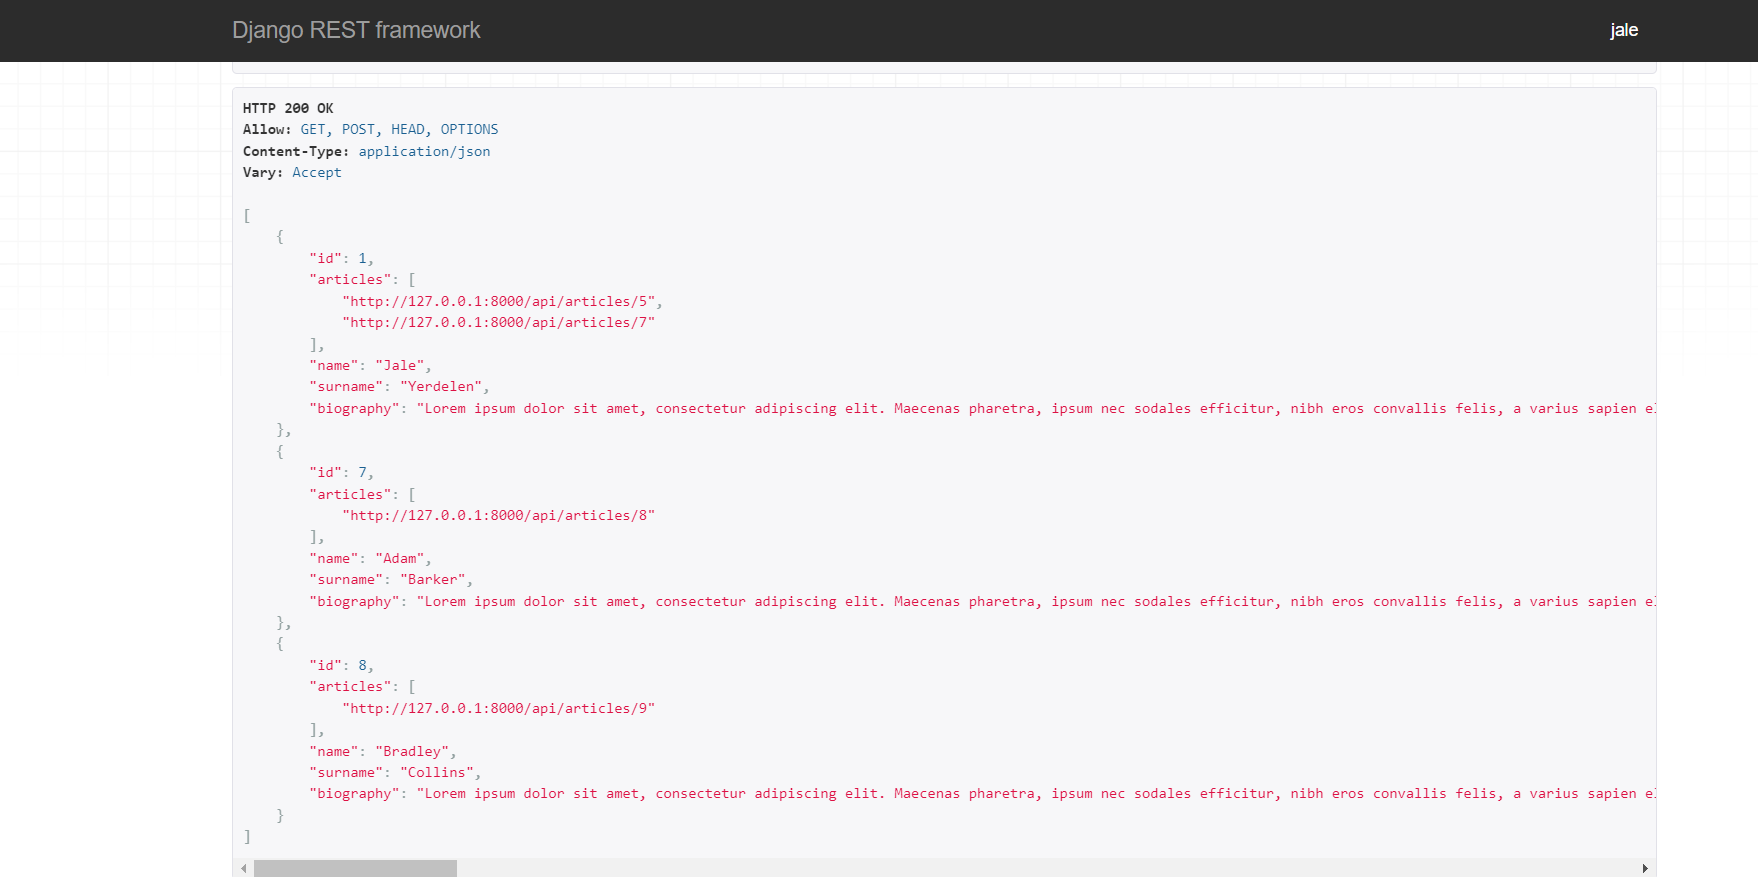 Django REST framework
jale
HTTP 200 OK
Allow: GET, POST, HEAD, OPTIONS
Content-Type: application/json
Vary: Accept
[
    {
        "id": 1,
        "articles": [
            "http://127.0.0.1:8000/api/articles/5",
            "http://127.0.0.1:8000/api/articles/7"
        ],
        "name": "Jale",
        "surname": "Yerdelen",
        "biography": "Lorem ipsum dolor sit amet, consectetur adipiscing elit. Maecenas pharetra, ipsum nec sodales efficitur, nibh eros convallis felis, a varius sapien
    },
    {
        "id": 7,
        "articles": [
            "http://127.0.0.1:8000/api/articles/8"
        ],
        "name": "Adam",
        "surname": "Barker",
        "biography": "Lorem ipsum dolor sit amet, consectetur adipiscing elit. Maecenas pharetra, ipsum nec sodales efficitur, nibh eros convallis felis, a varius sapien
    },
    {
        "id": 8,
        "articles": [
            "http://127.0.0.1:8000/api/articles/9"
        ],
        "name": "Bradley",
        "surname": "Collins",
        "biography": "Lorem ipsum dolor sit amet, consectetur adipiscing elit. Maecenas pharetra, ipsum nec sodales efficitur, nibh eros convallis felis, a varius sapien
    }
]